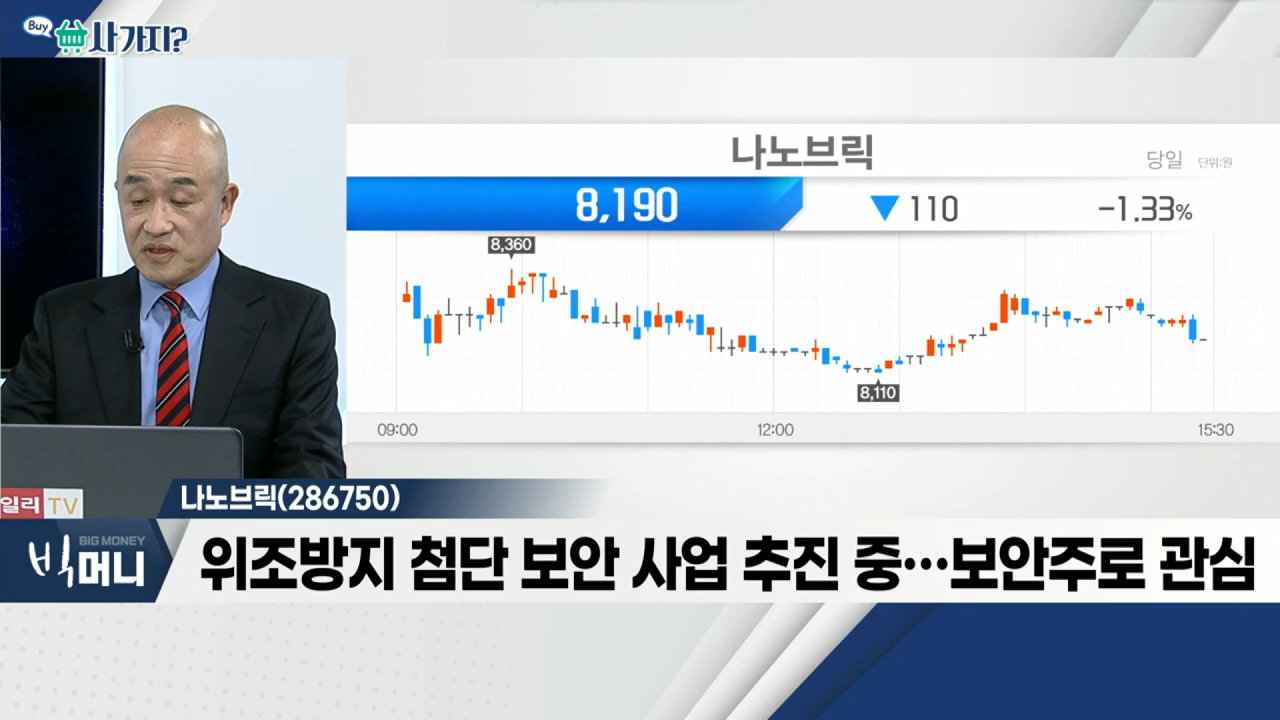 Buy 사가지?
나노브릭
당일 단위:원
8,190 ▼110 -1.33%
8,360
8,110
09:00 12:00 15:30
일리 TV
나노브릭(286750)
BIG MONEY
빅머니
위조방지 첨단 보안 사업 추진 중…보안주로 관심